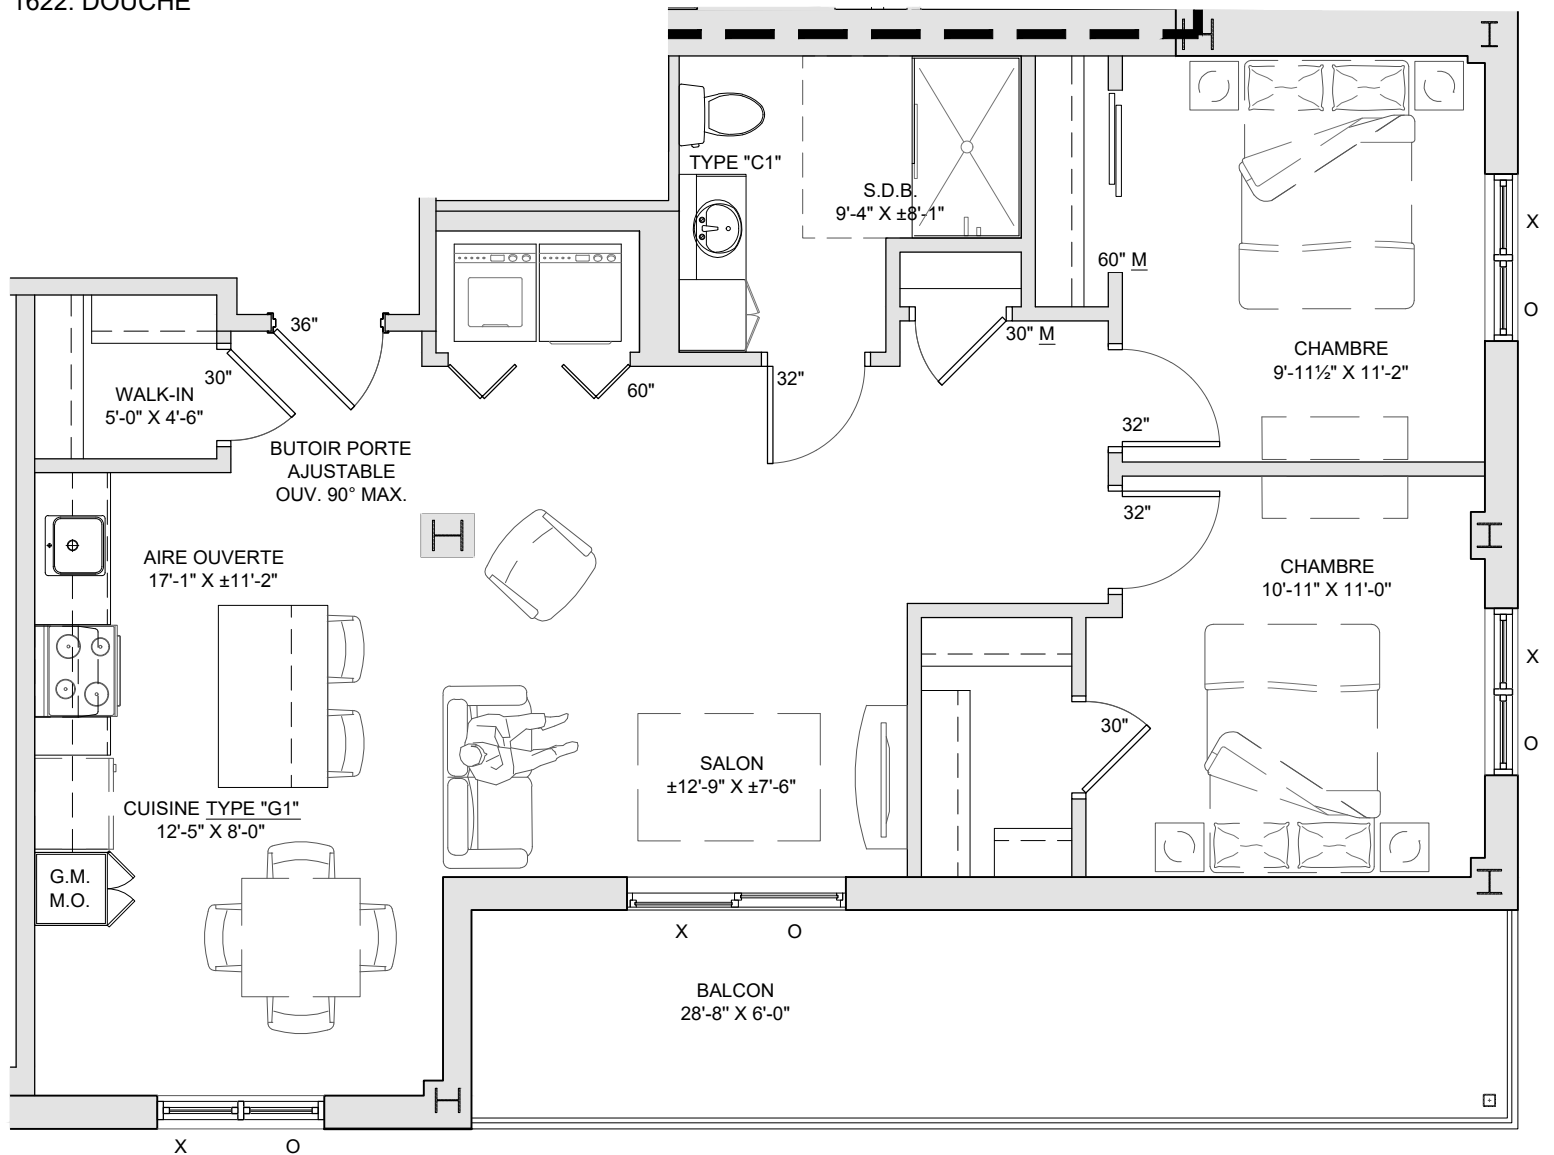 1622: DOUCHE
TYPE "C1"
S.D.B.
9'-4" X ±8'-1"
60" M
X
O
36"
30" M
CHAMBRE
9'-11½" X 11'-2"
30"
WALK-IN
5'-0" X 4'-6"
60"
32"
32"
BUTOIR PORTE
AJUSTABLE
OUV. 90° MAX.
32"
AIRE OUVERTE
17'-1" X ±11'-2"
CHAMBRE
10'-11" X 11'-0"
X
O
30"
SALON
±12'-9" X ±7'-6"
CUISINE TYPE "G1"
12'-5" X 8'-0"
G.M.
M.O.
X O
BALCON
28'-8" X 6'-0"
X O